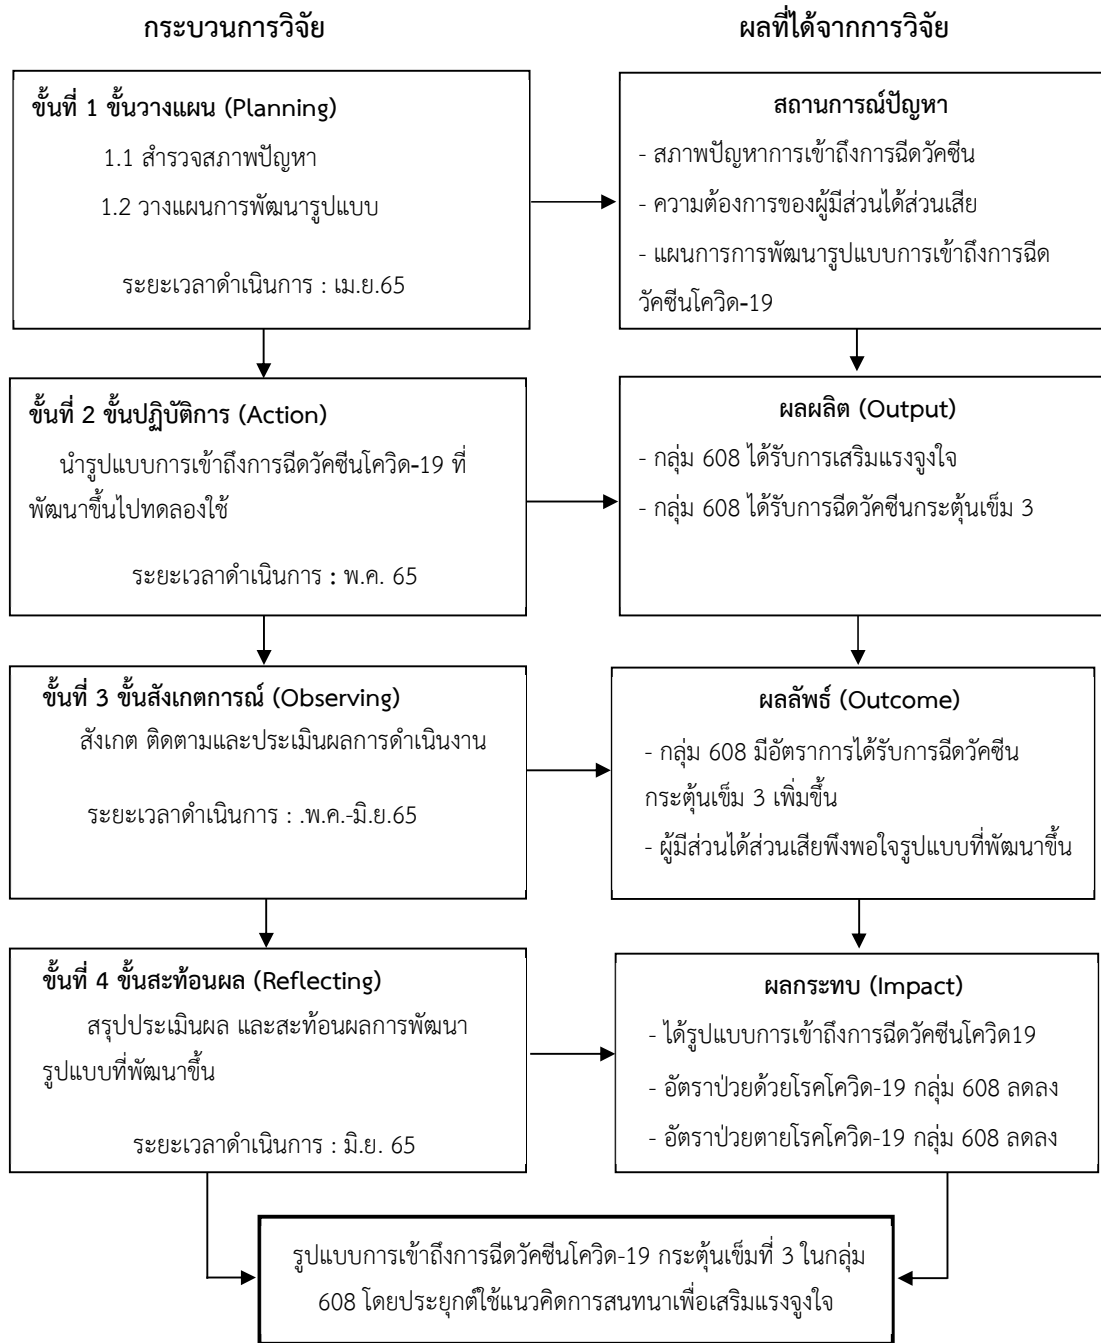 กระบวนการวิจัย
ผลที่ได้จากการวิจัย
ขั้นที่ 1 ขั้นวางแผน (Planning)
1.1 สำรวจสภาพปัญหา
1.2 วางแผนการพัฒนารูปแบบ
ระยะเวลาดำเนินการ : เม.ย.65
สถานการณ์ปัญหา
- สภาพปัญหาการเข้าถึงการฉีดวัคซีน
- ความต้องการของผู้มีส่วนได้ส่วนเสีย
- แผนการการพัฒนารูปแบบการเข้าถึงการฉีด
วัคซีนโควิด-19
ขั้นที่ 2 ขั้นปฏิบัติการ (Action)
นำรูปแบบการเข้าถึงการฉีดวัคซีนโควิด-19 ที่
พัฒนาขึ้นไปทดลองใช้
ระยะเวลาดำเนินการ : พ.ค. 65
ผลผลิต (Output)
- กลุ่ม 608 ได้รับการเสริมแรงจูงใจ
- กลุ่ม 608 ได้รับการฉีดวัคซีนกระตุ้นเข็ม 3
ขั้นที่ 3 ขั้นสังเกตการณ์ (Observing)
สังเกต ติดตามและประเมินผลการดำเนินงาน
ระยะเวลาดำเนินการ : .พ.ค.-มิ.ย.65
ผลลัพธ์ (Outcome)
- กลุ่ม 608 มีอัตราการได้รับการฉีดวัคซีน
กระตุ้นเข็ม 3 เพิ่มขึ้น
- ผู้มีส่วนได้ส่วนเสียพึงพอใจรูปแบบที่พัฒนาขึ้น
ขั้นที่ 4 ขั้นสะท้อนผล (Reflecting)
สรุปประเมินผล และสะท้อนผลการพัฒนา
รูปแบบที่พัฒนาขึ้น
ระยะเวลาดำเนินการ : มิ.ย. 65
ผลกระทบ (Impact)
- ได้รูปแบบการเข้าถึงการฉีดวัคซีนโควิด19
- อัตราป่วยด้วยโรคโควิด-19 กลุ่ม 608 ลดลง
- อัตราป่วยตายโรคโควิด-19 กลุ่ม 608 ลดลง
รูปแบบการเข้าถึงการฉีดวัคซีนโควิด-19 กระตุ้นเข็มที่ 3 ในกลุ่ม
608 โดยประยุกต์ใช้แนวคิดการสนทนาเพื่อเสริมแรงจูงใจ